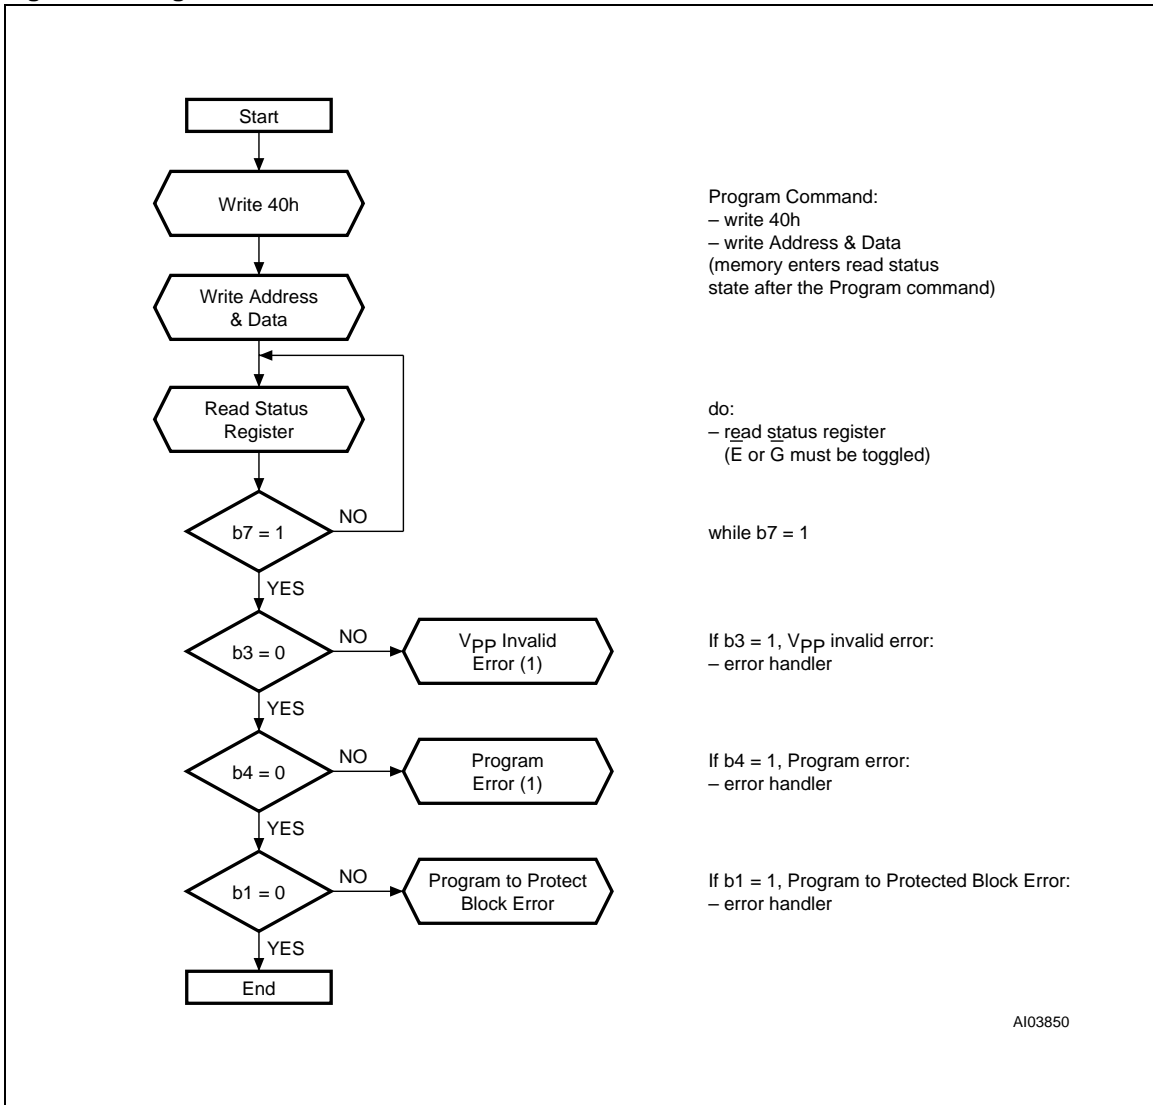 Start
Write 40h
Program Command:
– write 40h
– write Address & Data
(memory enters read status
state after the Program command)
Write Address
& Data
Read Status
Register
do:
– read status register
(E̅ or G̅ must be toggled)
b7 = 1
NO
while b7 = 1
YES
b3 = 0
NO
VPP Invalid
Error (1)
If b3 = 1, VPP invalid error:
– error handler
YES
b4 = 0
NO
Program
Error (1)
If b4 = 1, Program error:
– error handler
YES
b1 = 0
NO
Program to Protect
Block Error
If b1 = 1, Program to Protected Block Error:
– error handler
YES
End
AI03850